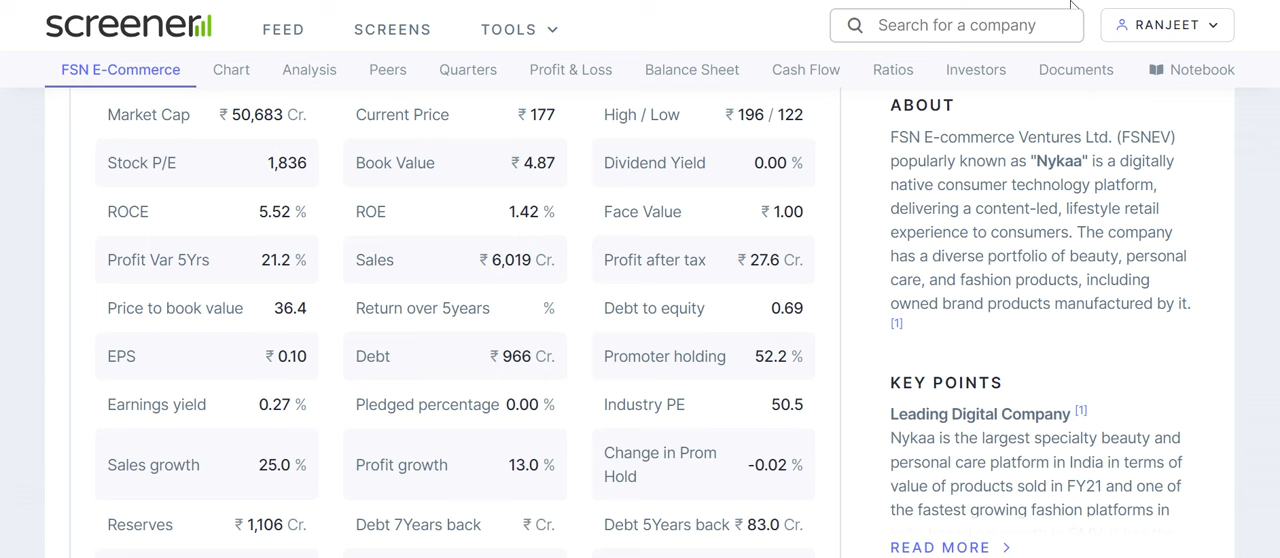 screener
FEED SCREENS TOOLS
Search for a company
RANJEET
FSN E-Commerce Chart Analysis Peers Quarters Profit & Loss Balance Sheet Cash Flow Ratios Investors Documents Notebook
Market Cap ₹ 50,683 Cr. Current Price ₹ 177 High / Low ₹ 196 / 122
Stock P/E 1,836 Book Value ₹ 4.87 Dividend Yield 0.00 %
ROCE 5.52 % ROE 1.42 % Face Value ₹ 1.00
Profit Var 5Yrs 21.2 % Sales ₹ 6,019 Cr. Profit after tax ₹ 27.6 Cr.
Price to book value 36.4 Return over 5years % Debt to equity 0.69
EPS ₹ 0.10 Debt ₹ 966 Cr. Promoter holding 52.2 %
Earnings yield 0.27 % Pledged percentage 0.00 % Industry PE 50.5
Sales growth 25.0 % Profit growth 13.0 % Change in Prom
Hold -0.02 %
Reserves ₹ 1,106 Cr. Debt 7Years back ₹ Cr. Debt 5Years back ₹ 83.0 Cr.
ABOUT
FSN E-commerce Ventures Ltd. (FSNEV)
popularly known as "Nykaa" is a digitally
native consumer technology platform,
delivering a content-led, lifestyle retail
experience to consumers. The company
has a diverse portfolio of beauty, personal
care, and fashion products, including
owned brand products manufactured by it.
[1]
KEY POINTS
Leading Digital Company [1]
Nykaa is the largest specialty beauty and
personal care platform in India in terms of
value of products sold in FY21 and one of
the fastest growing fashion platforms in
READ MORE